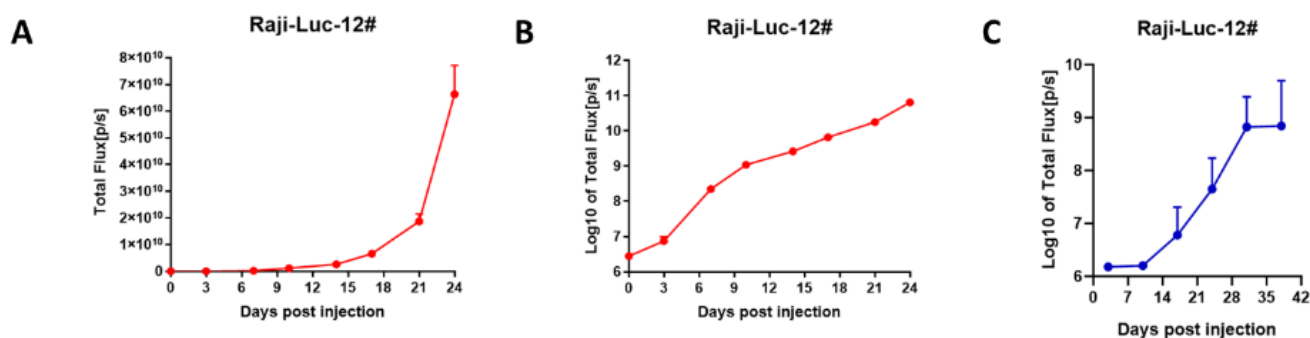 A
Raji-Luc-12#
Total Flux[p/s]
8×10¹⁰
7×10¹⁰
6×10¹⁰
5×10¹⁰
4×10¹⁰
3×10¹⁰
2×10¹⁰
1×10¹⁰
0
0 3 6 9 12 15 18 21 24
Days post injection
B
Raji-Luc-12#
Log10 of Total Flux[p/s]
12
11
10
9
8
7
6
0 3 6 9 12 15 18 21 24
Days post injection
C
Raji-Luc-12#
Log10 of Total Flux[p/s]
10
9
8
7
6
0 7 14 21 28 35 42
Days post injection